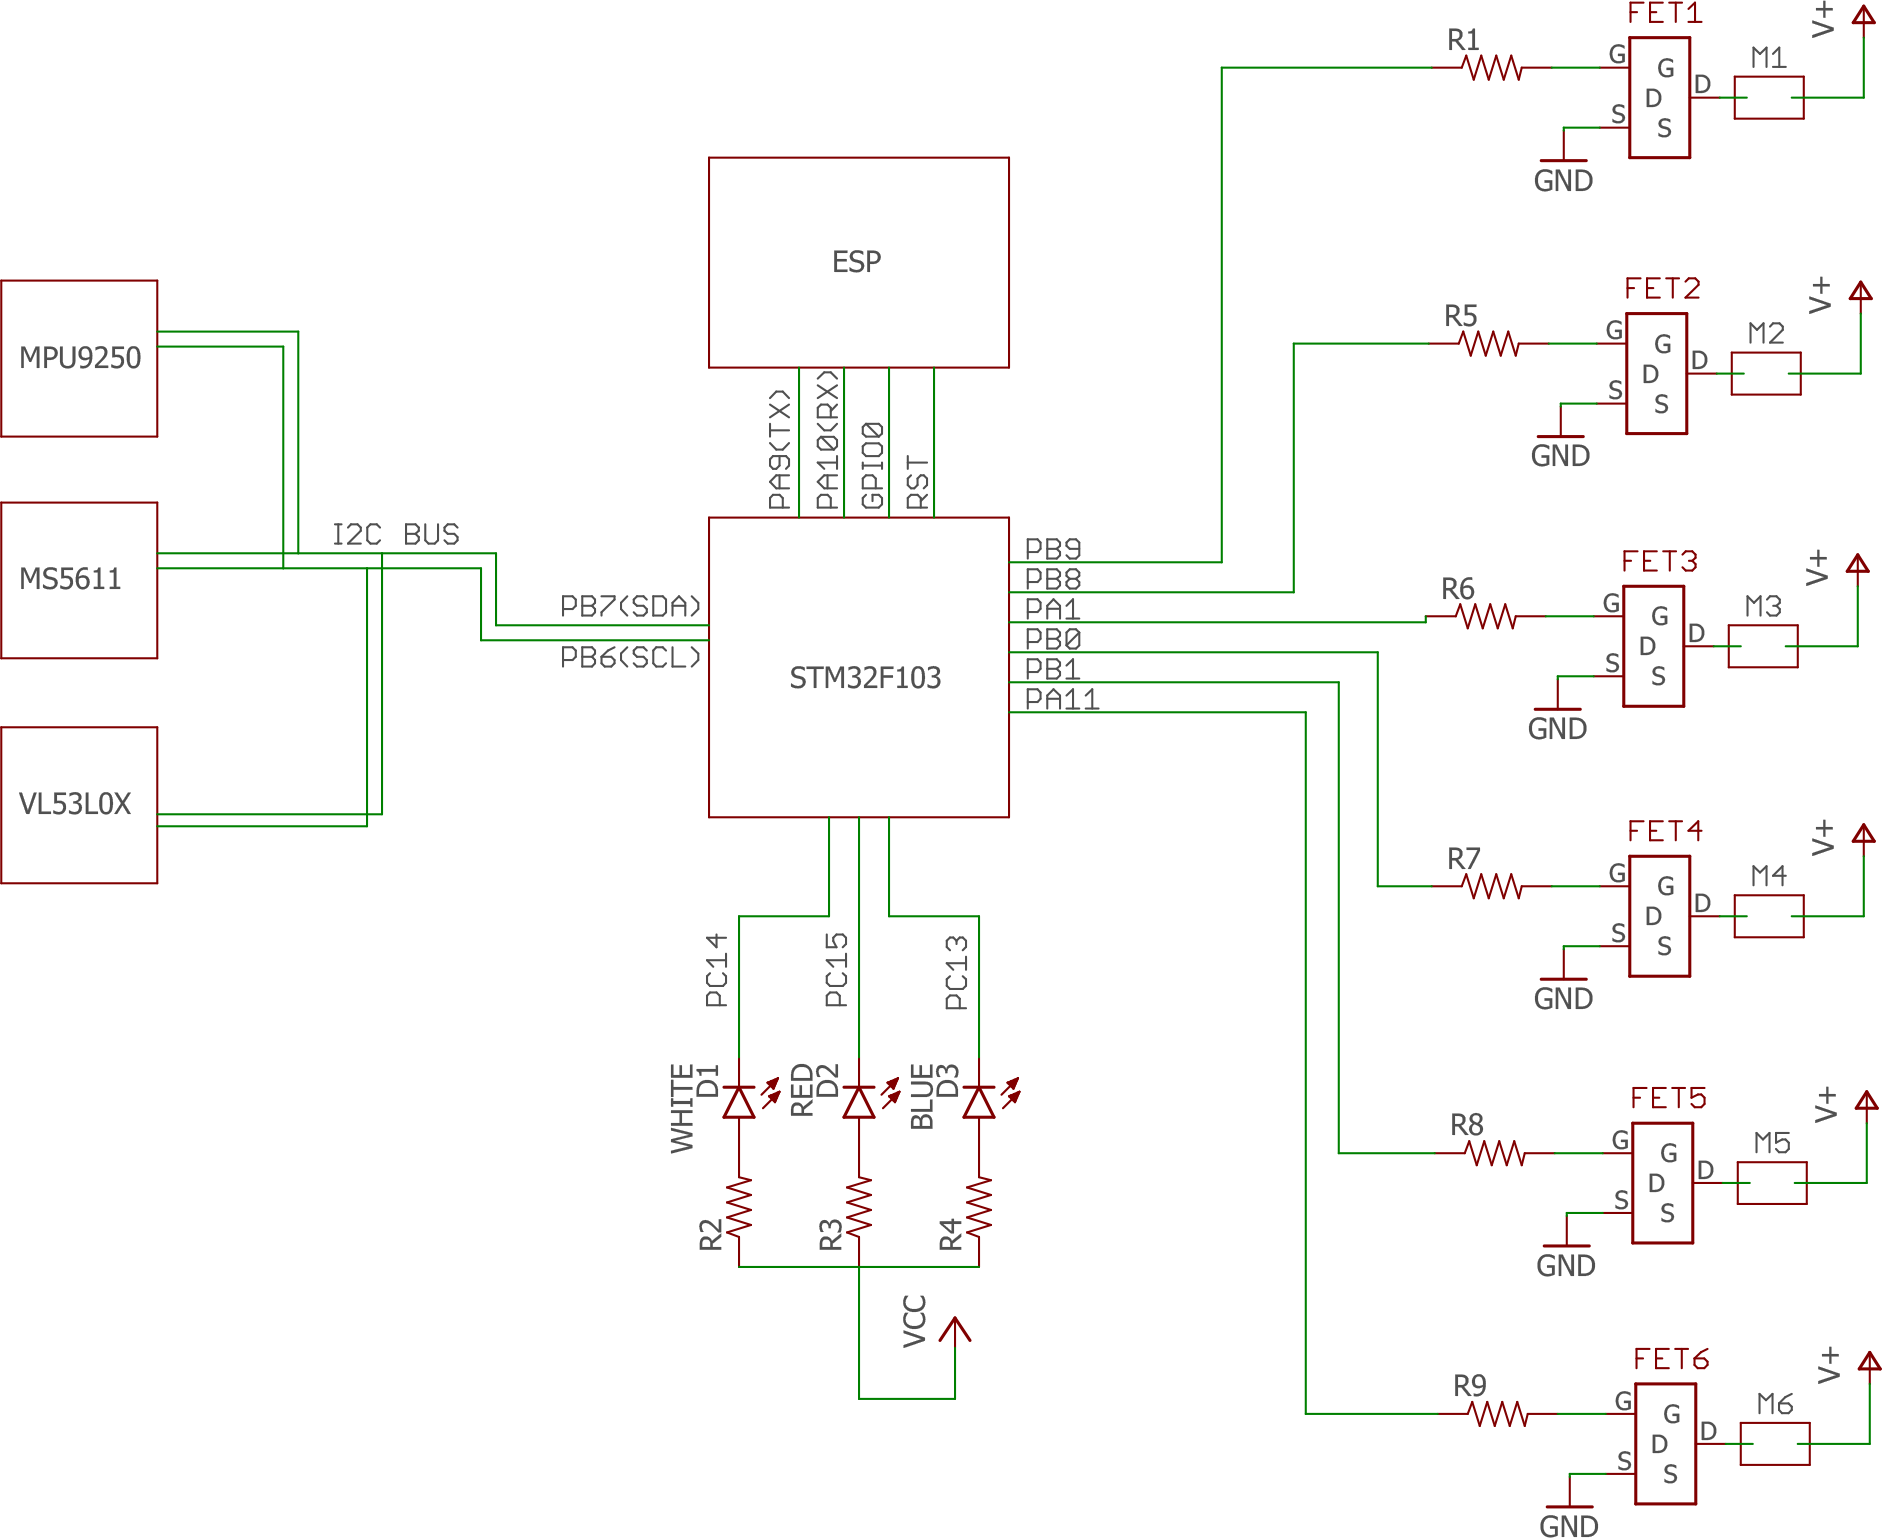 FET1
V+
R1
G
G
M1
D
D
S
S
GND
ESP
FET2
V+
R5
G
G
M2
D
D
S
S
GND
MPU9250
PA9(TX)
PA10(RX)
GPIO0
RST
MS5611
I2C BUS
PB7(SDA)
PB6(SCL)
STM32F103
PB9
PB8
PA1
PB0
PB1
PA11
FET3
V+
R6
G
G
M3
D
D
S
S
GND
VL53L0X
FET4
V+
R7
G
G
M4
D
D
S
S
GND
PC14
PC15
PC13
WHITE
D1
RED
D2
BLUE
D3
R2
R3
R4
VCC
FET5
V+
R8
G
G
M5
D
D
S
S
GND
FET6
V+
R9
G
G
M6
D
D
S
S
GND